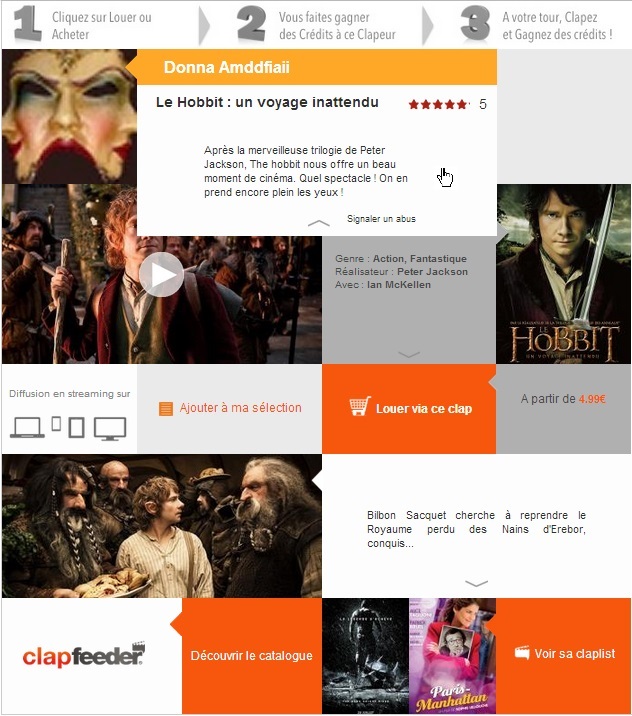 1 Cliquez sur Louer ou
Acheter
2 Vous faites gagner
des Crédits à ce Clapeur
3 A votre tour, Clapez
et Gagnez des crédits !
Donna Amddfiaii
Le Hobbit : un voyage inattendu
5
Après la merveilleuse trilogie de Peter
Jackson, The hobbit nous offre un beau
moment de cinéma. Quel spectacle ! On en
prend encore plein les yeux !
Signaler un abus
Genre : Action, Fantastique
Réalisateur : Peter Jackson
Avec : Ian McKellen
LE
HOBBIT
UN VOYAGE INATTENDU
Diffusion en streaming sur
Ajouter à ma sélection
Louer via ce clap
A partir de 4.99€
Bilbon Sacquet cherche à reprendre le
Royaume perdu des Nains d'Erebor,
conquis...
clapfeeder
Découvrir le catalogue
Paris-
Manhattan
Voir sa claplist